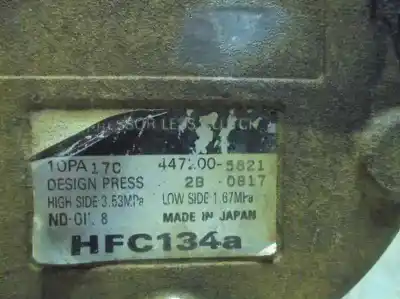 LESS
10PA17C 447200-5821
DESIGN PRESS 2B -0817
HIGH SIDE 3.53MPa LOW SIDE 1.67MPa
ND-OIL 8 MADE IN JAPAN
HFC134a